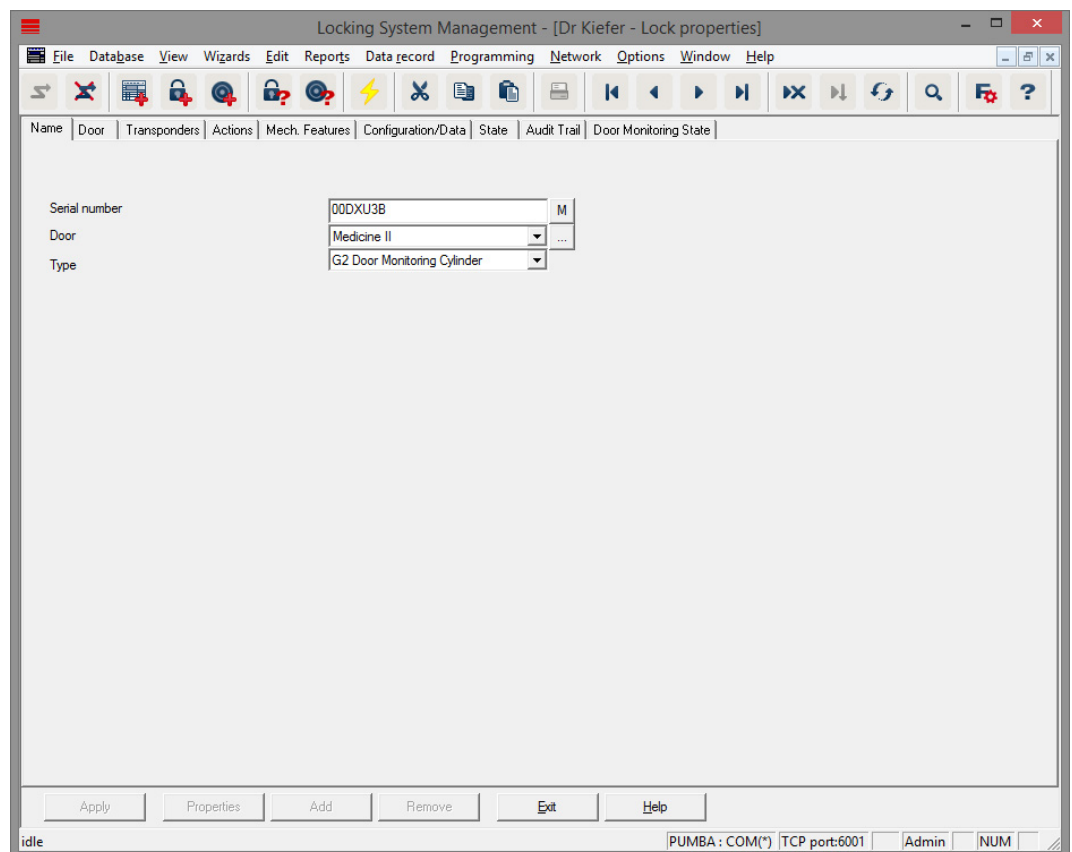 Locking System Management - [Dr Kiefer - Lock properties]
File Database View Wizards Edit Reports Data record Programming Network Options Window Help
Name Door Transponders Actions Mech. Features Configuration/Data State Audit Trail Door Monitoring State
Serial number 00DXU3B M
Door Medicine II ...
Type G2 Door Monitoring Cylinder
Apply Properties Add Remove Exit Help
idle PUMBA : COM(*) TCP port:6001 Admin NUM